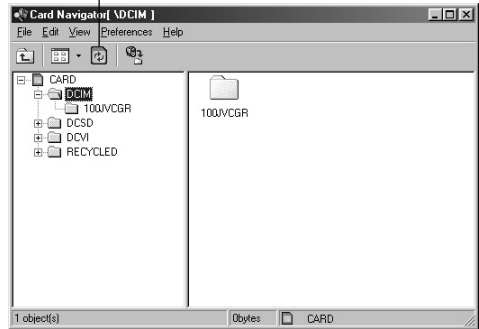 Card Navigator[ \DCIM ]
File Edit View Preferences Help
CARD
DCIM
100JVCGR
DCSD
DCVI
RECYCLED
100JVCGR
1 object(s) 0bytes CARD